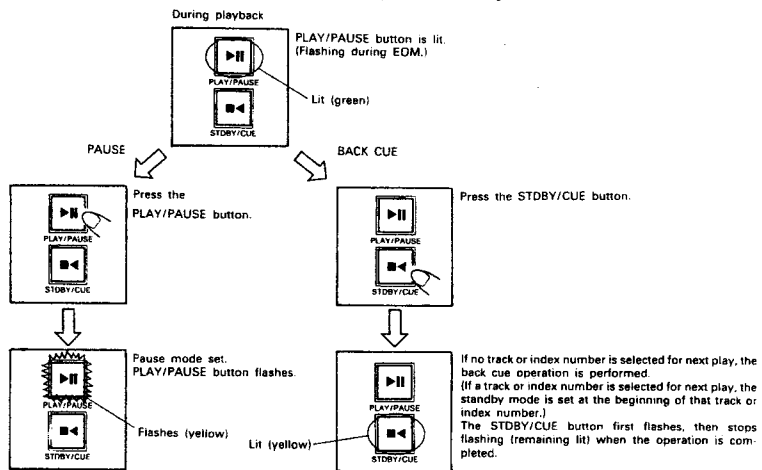 During playback
PLAY/PAUSE button is lit.
(Flashing during EOM.)
PLAY/PAUSE
Lit (green)
STDBY/CUE
PAUSE
BACK CUE
Press the
PLAY/PAUSE button.
PLAY/PAUSE
STDBY/CUE
Press the STDBY/CUE button.
PLAY/PAUSE
STDBY/CUE
Pause mode set.
PLAY/PAUSE button flashes.
PLAY/PAUSE
Flashes (yellow)
STDBY/CUE
If no track or index number is selected for next play, the
back cue operation is performed.
(If a track or index number is selected for next play, the
standby mode is set at the beginning of that track or
index number.)
The STDBY/CUE button first flashes, then stops
flashing (remaining lit) when the operation is com-
pleted.
PLAY/PAUSE
Lit (yellow)
STDBY/CUE